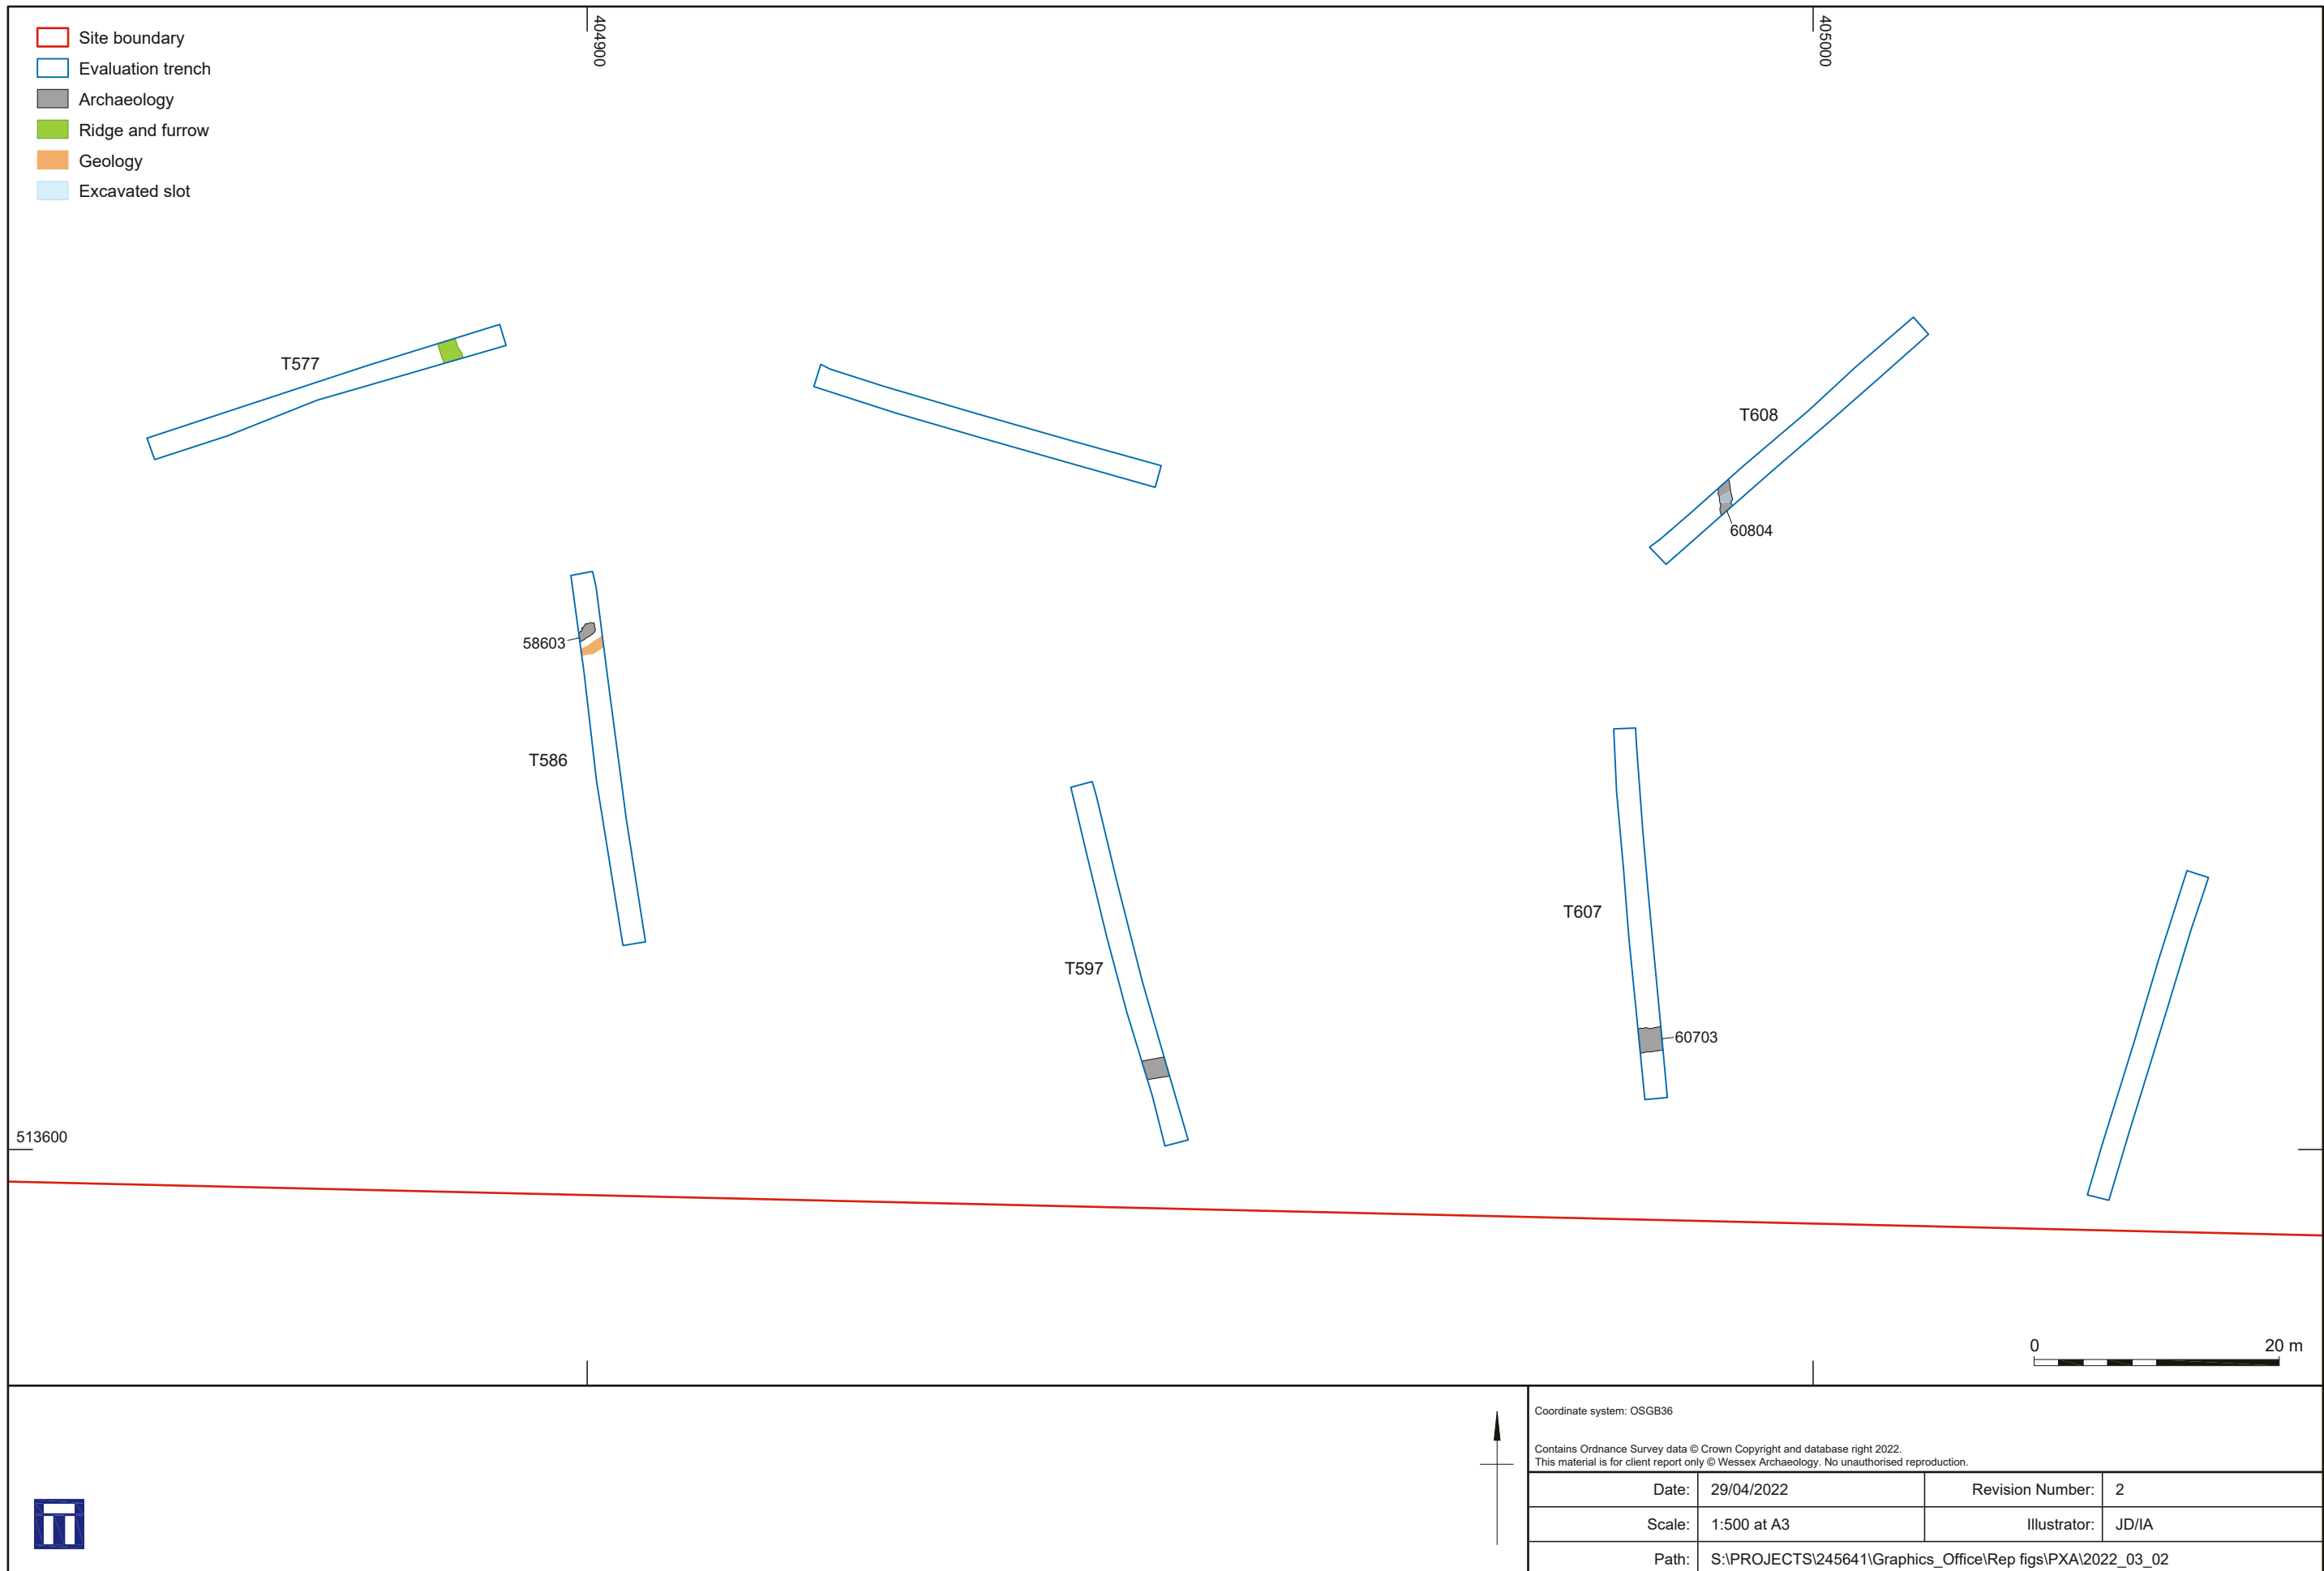 404900
405000
Site boundary
Evaluation trench
Archaeology
Ridge and furrow
Geology
Excavated slot
T577
T608
60804
58603
T586
T607
T597
60703
513600
0 20 m
Coordinate system: OSGB36
Contains Ordnance Survey data © Crown Copyright and database right 2022.
This material is for client report only © Wessex Archaeology. No unauthorised reproduction.
Date: 29/04/2022 Revision Number: 2
Scale: 1:500 at A3 Illustrator: JD/IA
Path: S:\PROJECTS\245641\Graphics_Office\Rep figs\PXA\2022_03_02